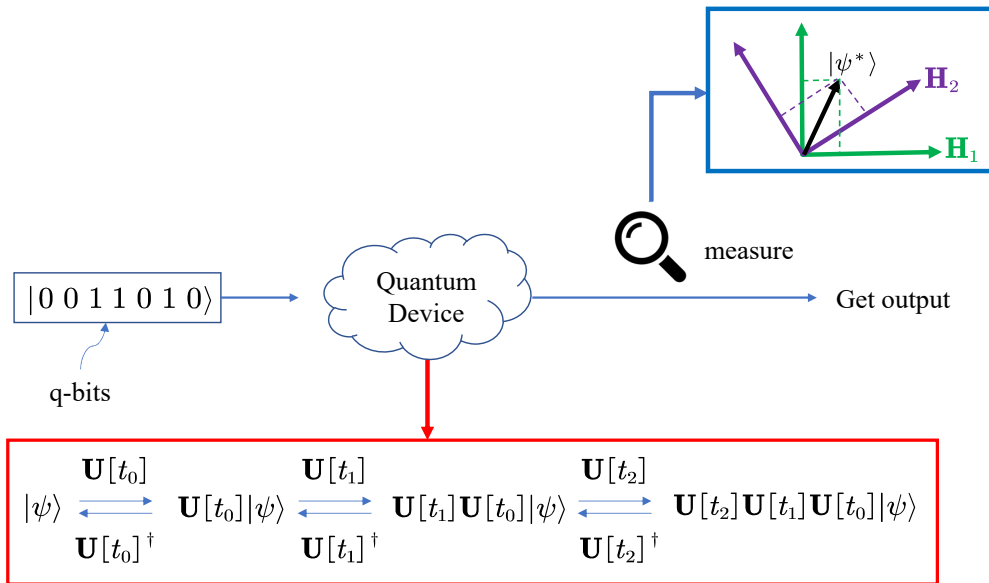 |ψ*⟩
H₂
H₁
measure
|0 0 1 1 0 1 0⟩
Quantum
Device
Get output
q-bits
U[t₀] U[t₁] U[t₂]
|ψ⟩ U[t₀]|ψ⟩ U[t₁]U[t₀]|ψ⟩ U[t₂]U[t₁]U[t₀]|ψ⟩
U[t₀]† U[t₁]† U[t₂]†